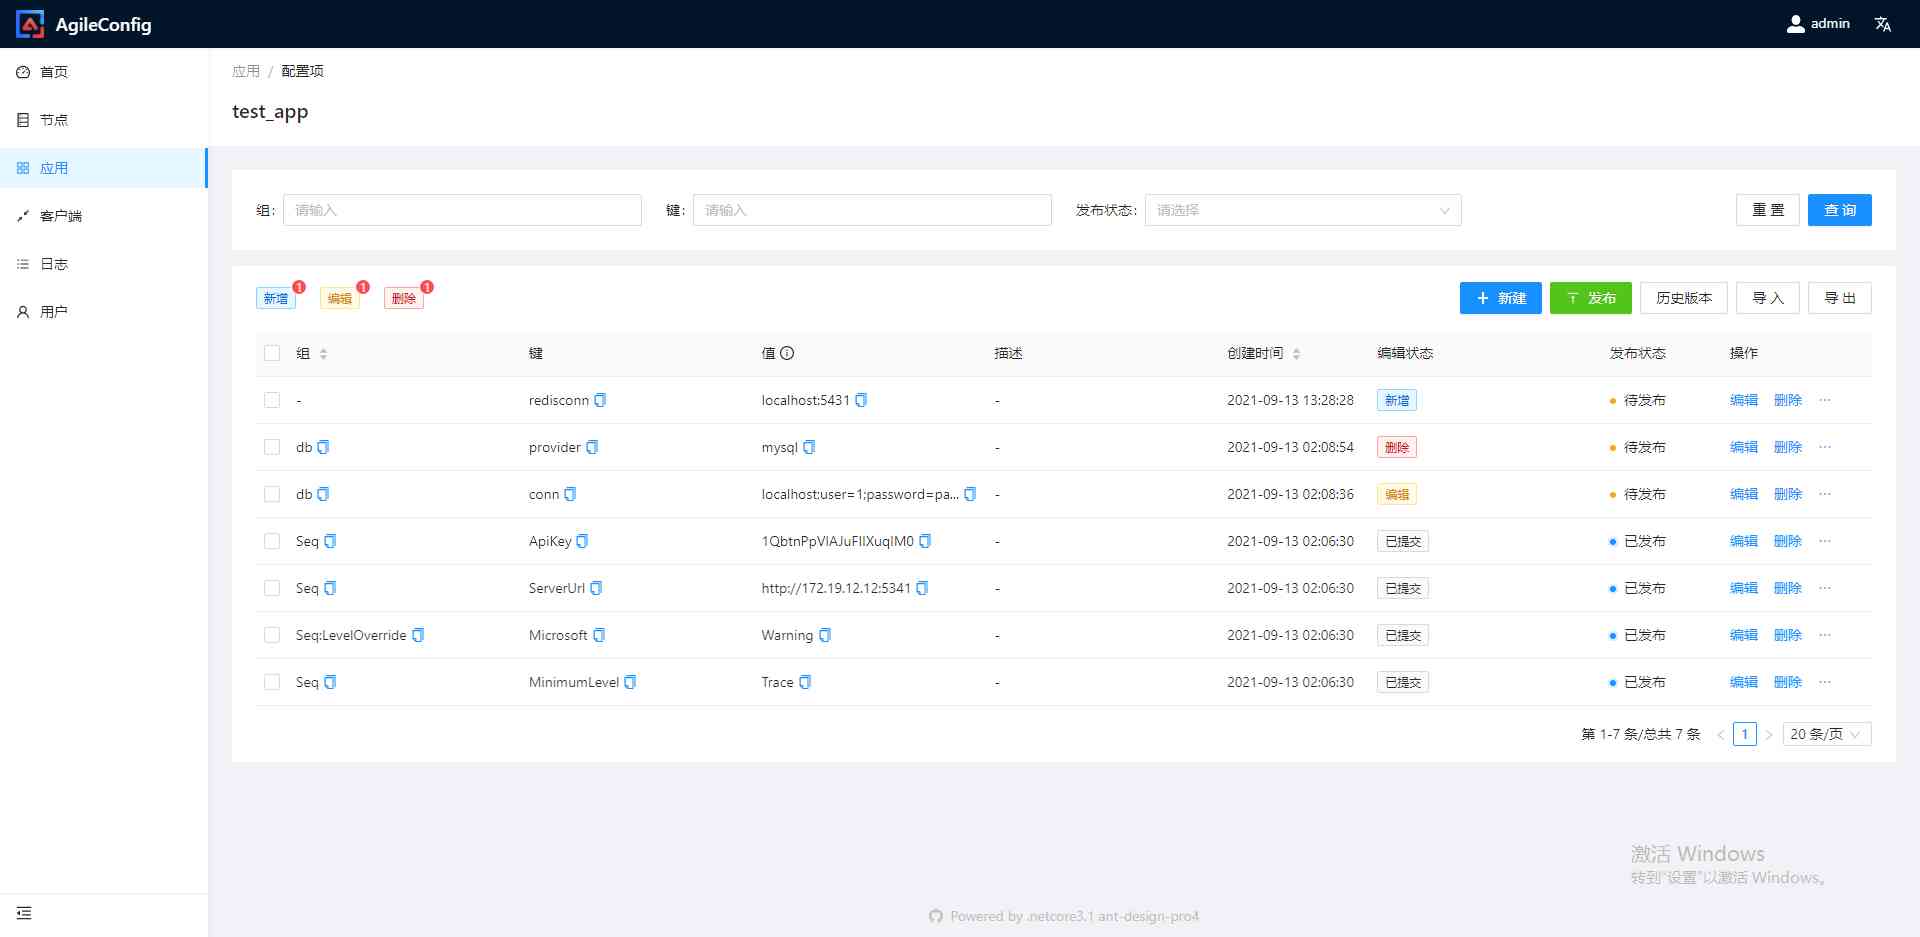 AgileConfig
admin
首页
节点
应用
客户端
日志
用户
应用 / 配置项
test_app
组: 请输入 键: 请输入 发布状态: 请选择 重 置 查 询
新增 1 编辑 1 删除 1 新建 发布 历史版本 导 入 导 出
组 键 值 描述 创建时间 编辑状态 发布状态 操作
- redisconn localhost:5431 - 2021-09-13 13:28:28 新增 待发布 编辑 删除 ···
db provider mysql - 2021-09-13 02:08:54 删除 待发布 编辑 删除 ···
db conn localhost:user=1;password=pa... - 2021-09-13 02:08:36 编辑 待发布 编辑 删除 ···
Seq ApiKey 1QbtnPpVIAJuFIIXuqIM0 - 2021-09-13 02:06:30 已提交 已发布 编辑 删除 ···
Seq ServerUrl http://172.19.12.12:5341 - 2021-09-13 02:06:30 已提交 已发布 编辑 删除 ···
Seq:LevelOverride Microsoft Warning - 2021-09-13 02:06:30 已提交 已发布 编辑 删除 ···
Seq MinimumLevel Trace - 2021-09-13 02:06:30 已提交 已发布 编辑 删除 ···
第 1-7 条/总共 7 条 < 1 > 20 条/页
激活 Windows
转到"设置"以激活 Windows。
Powered by .netcore3.1 ant-design-pro4